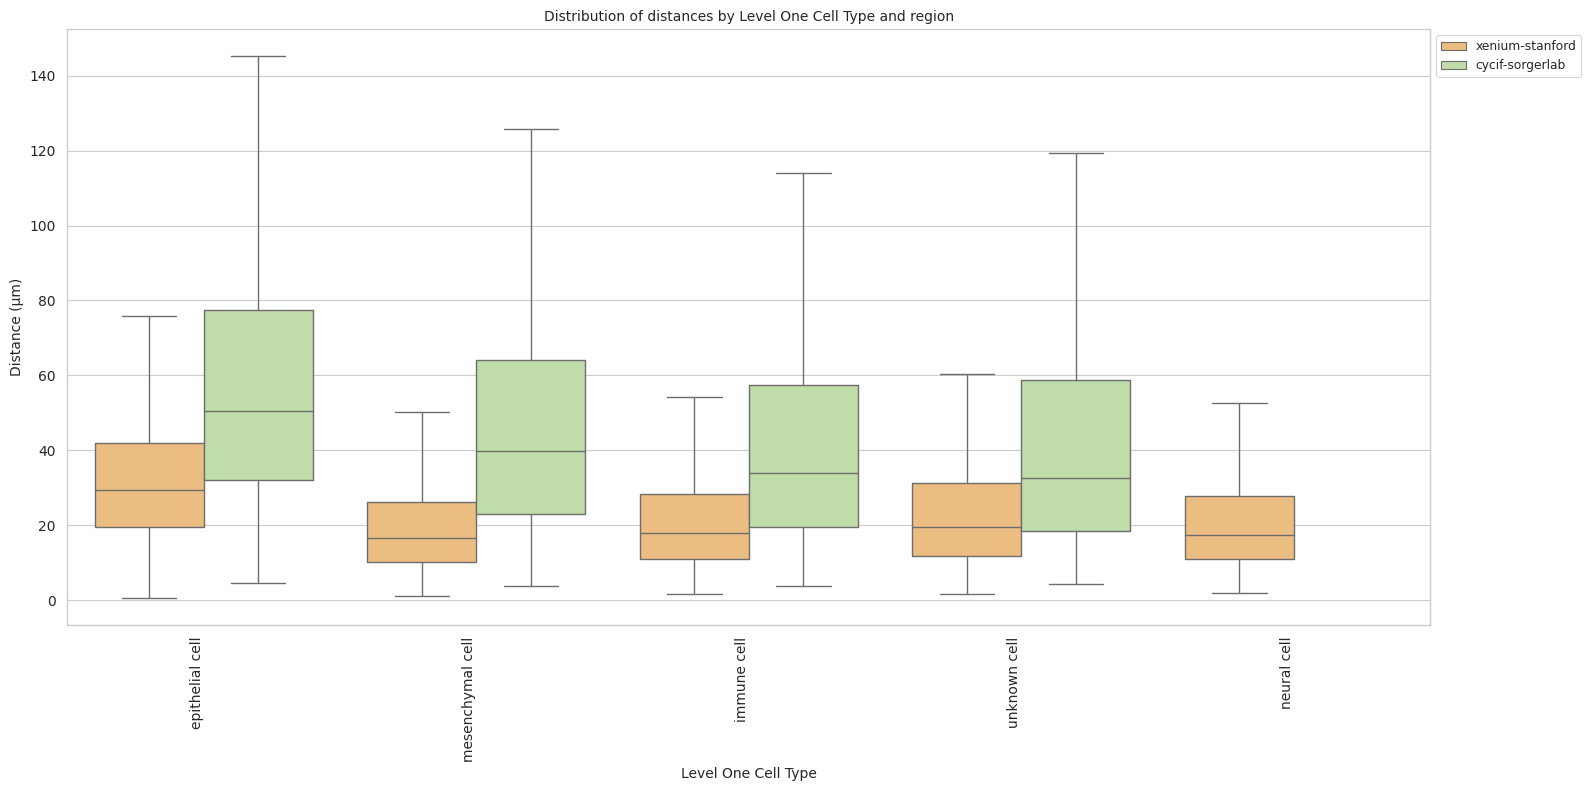 Distribution of distances by Level One Cell Type and region
xenium-stanford
cycif-sorgerlab
Distance (μm)
140
120
100
80
60
40
20
0
epithelial cell
mesenchymal cell
immune cell
unknown cell
neural cell
Level One Cell Type